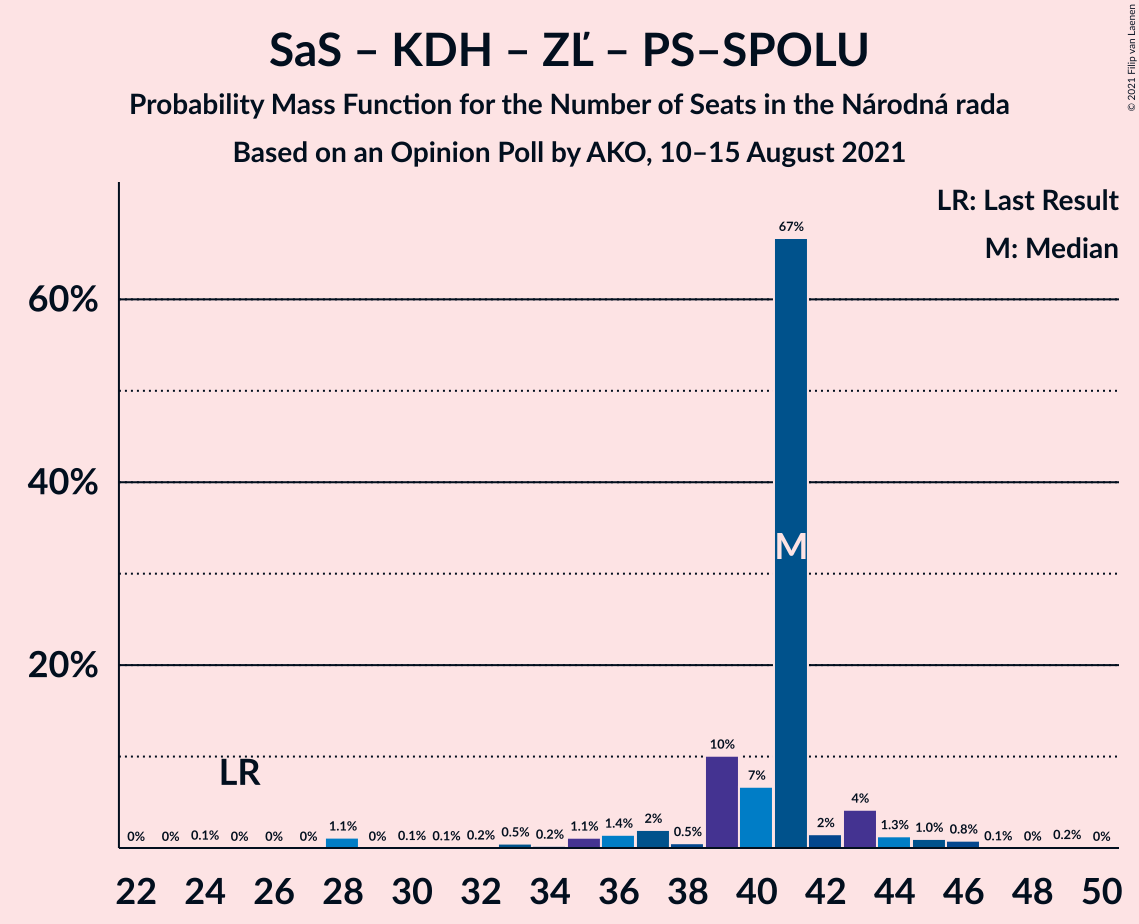 SaS – KDH – ZĽ – PS–SPOLU
Probability Mass Function for the Number of Seats in the Národná rada
Based on an Opinion Poll by AKO, 10–15 August 2021
© 2021 Filip van Laenen
LR: Last Result
M: Median
67%
60%
40%
M
20%
10%
LR
7%
4%
0% 0% 0.1% 0% 0% 0% 1.1% 0% 0.1% 0.1% 0.2% 0.5% 0.2% 1.1% 1.4% 2% 0.5% 2% 1.3% 1.0% 0.8% 0.1% 0% 0.2% 0%
22 24 26 28 30 32 34 36 38 40 42 44 46 48 50